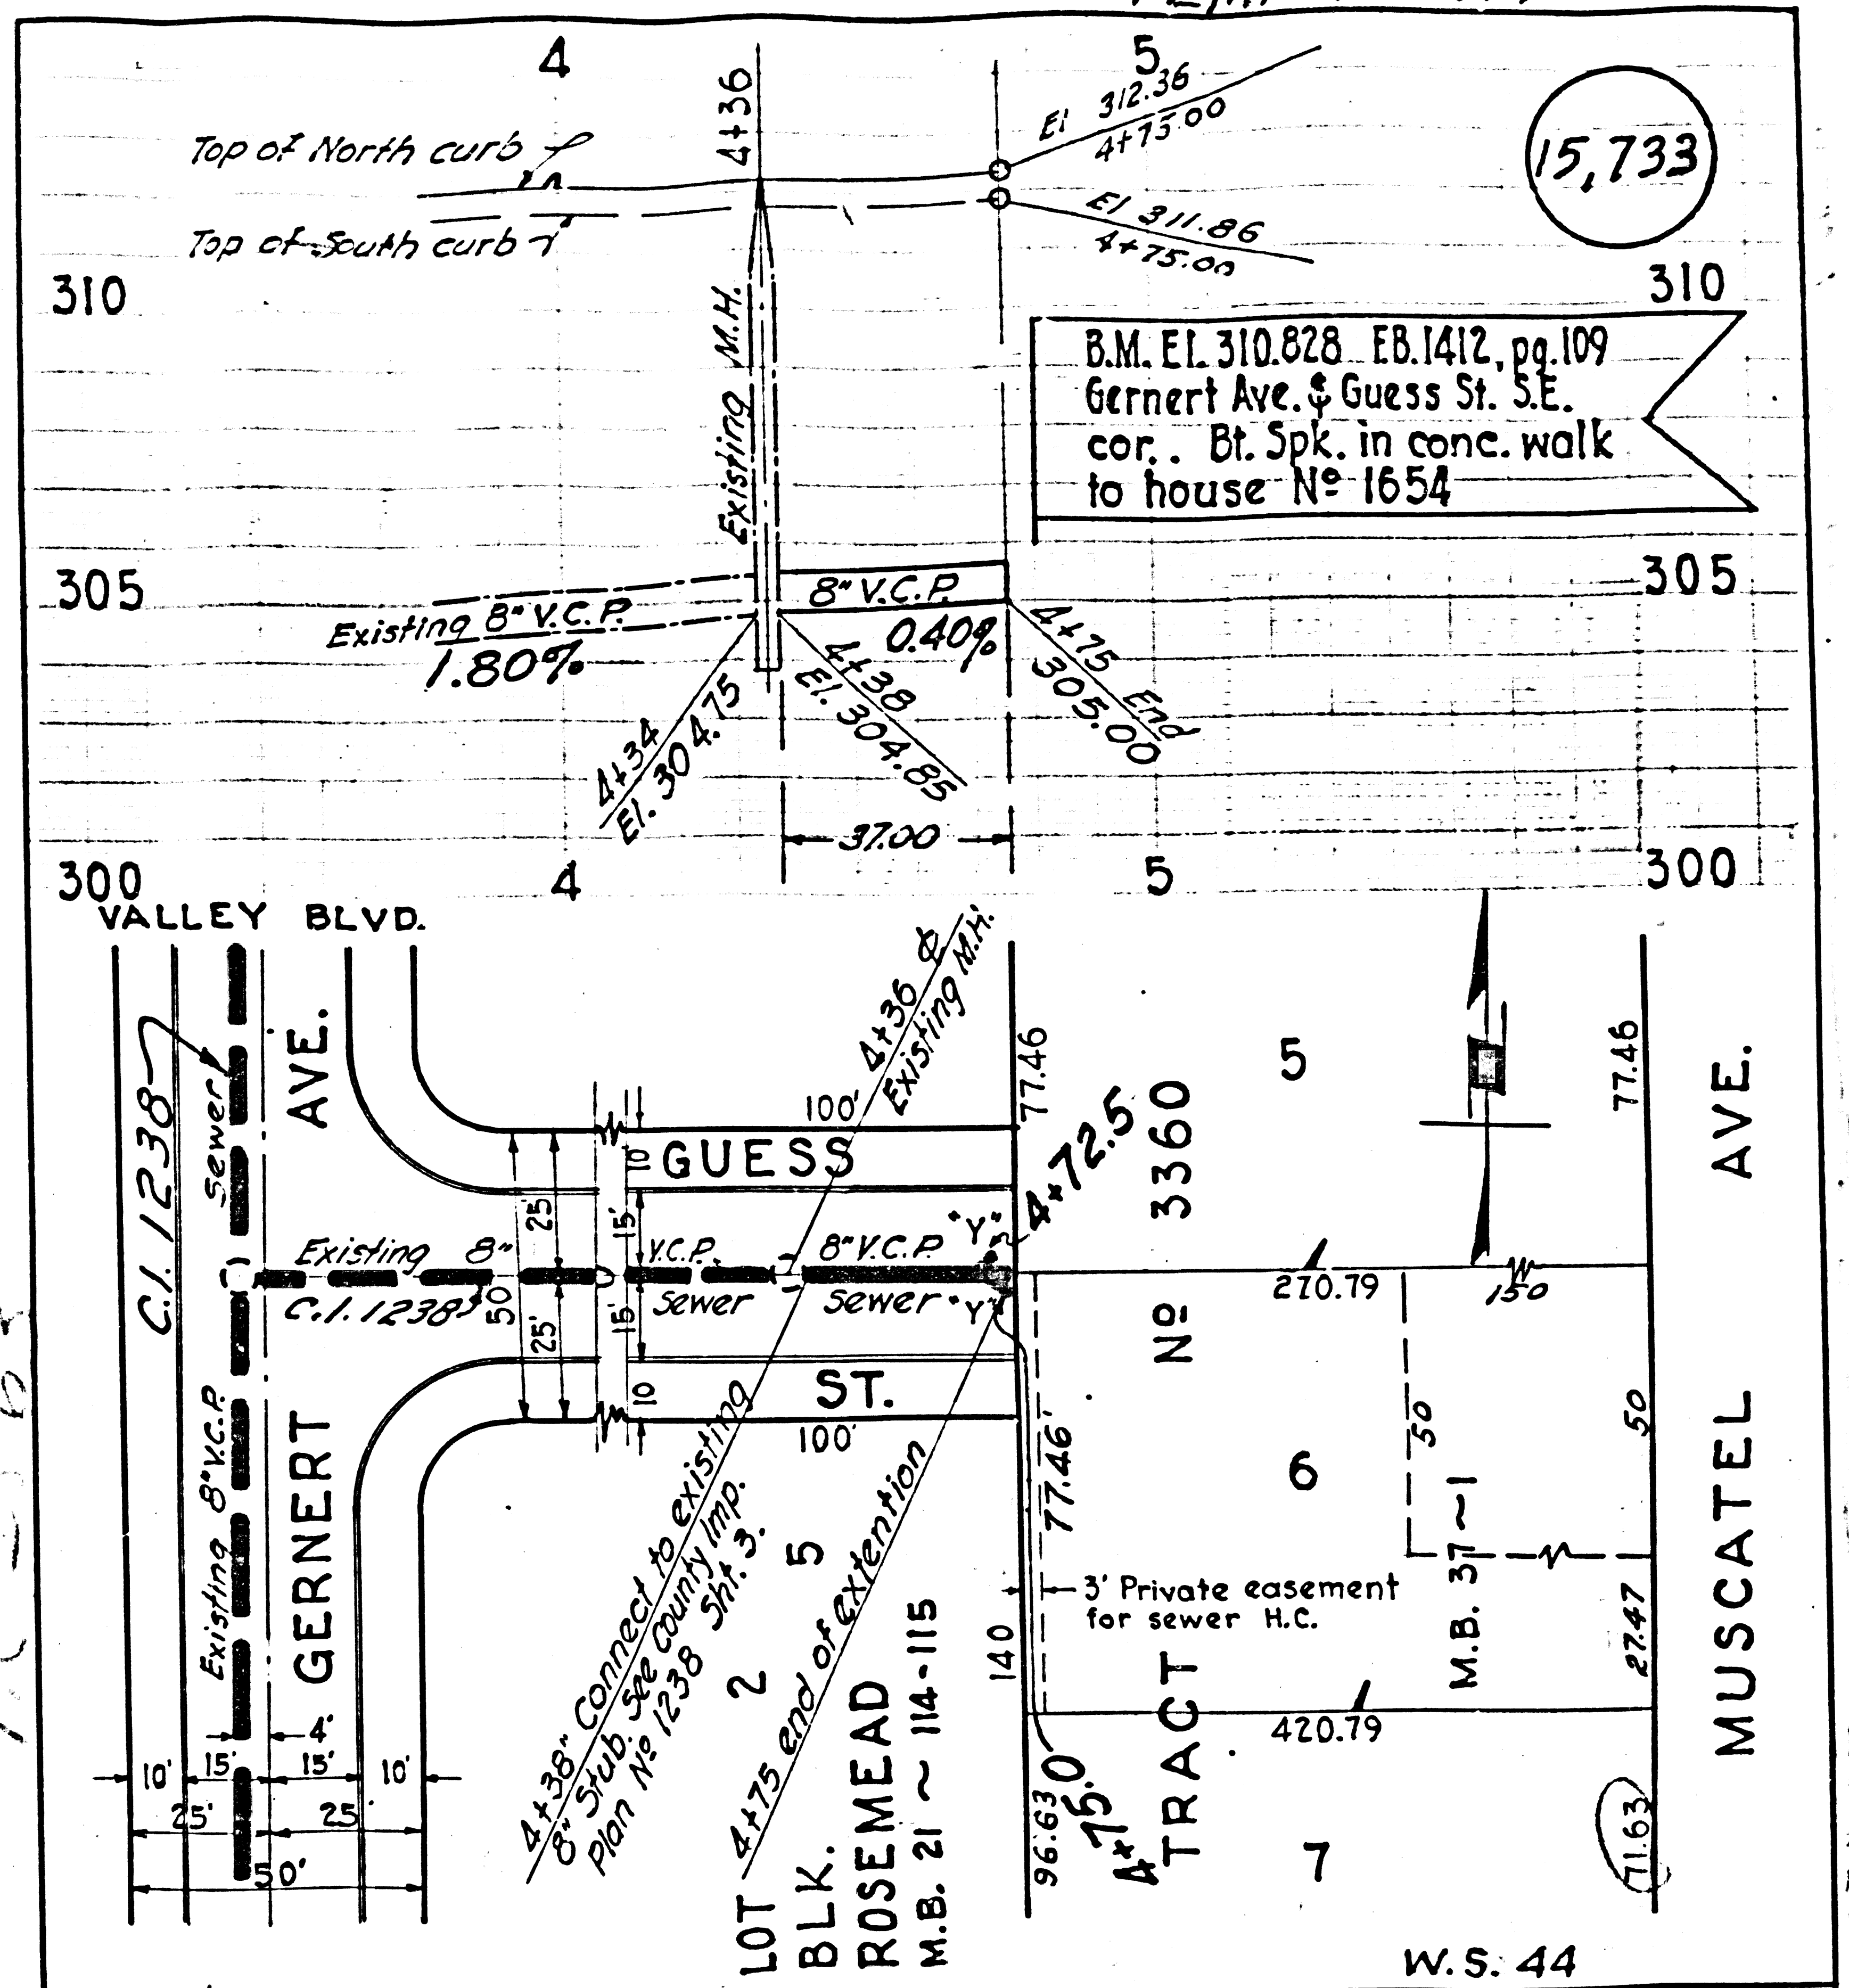 4
5
4+36
El 312.36
4+75.00
15,733
Top of North curb
Top of South curb
El 311.86
4+75.00
310
310
Existing M.H.
B.M. El. 310.828 EB.1412, pg.109
Gernert Ave. & Guess St. S.E.
cor.. Bt. Spk. in conc. walk
to house Nº 1654
305
305
8" V.C.P.
Existing 8" V.C.P.
1.80%
0.40%
4+34
El. 304.75
4+38
El. 304.85
4+75 End
305.00
37.00
300
4
5
300
VALLEY BLVD.
C.I. 1238
Sewer
AVE.
4+36 ℄
Existing M.H.
77.46
4+72.5
5
77.46
AVE.
100'
10'
GUESS
3360
25'
15'
Existing 8"
V.C.P.
8" V.C.P.
"Y"
C.I. 1238
50'
Sewer
Sewer
"Y"
270.79
150
25'
15'
10
ST.
100'
Nº
50
50
Existing 8" V.C.P.
GERNERT
77.46'
6
MUSCATEL
4+38" Connect to existing
8" Stub. See County Imp.
Plan Nº 1238 Sht. 3.
4+75 end of extention
3' Private easement
for sewer H.C.
M.B. 37~1
27.47
140
TRACT
420.79
4'
10'
15'
15'
10'
25'
25
50'
LOT 2
BLK. 5
ROSEMEAD
M.B. 21 ~ 114-115
96.63
4+75.0
7
71.63
W.S. 44